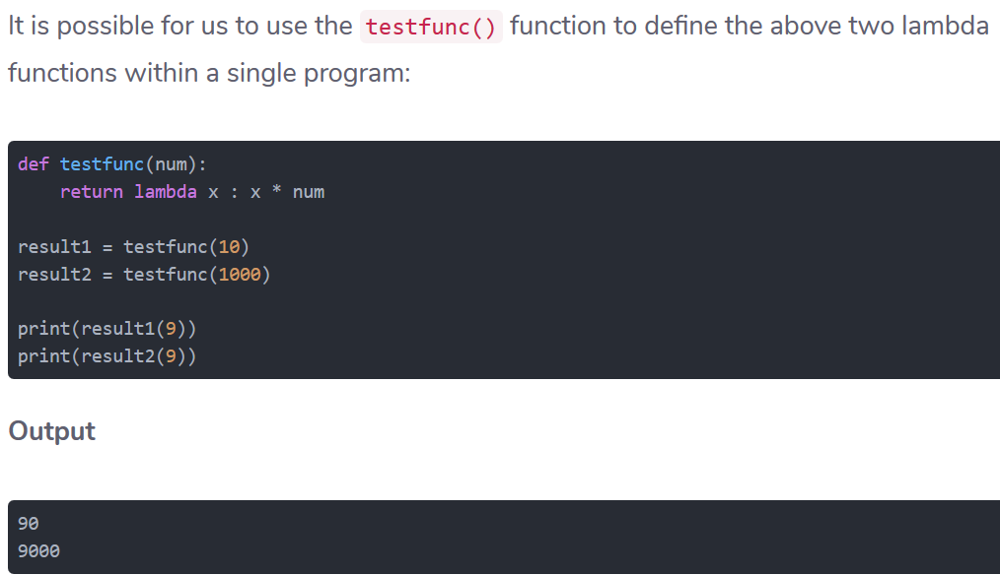 It is possible for us to use the testfunc() function to define the above two lambda
functions within a single program:
def testfunc(num):
    return lambda x : x * num
result1 = testfunc(10)
result2 = testfunc(1000)
print(result1(9))
print(result2(9))
Output
90
9000